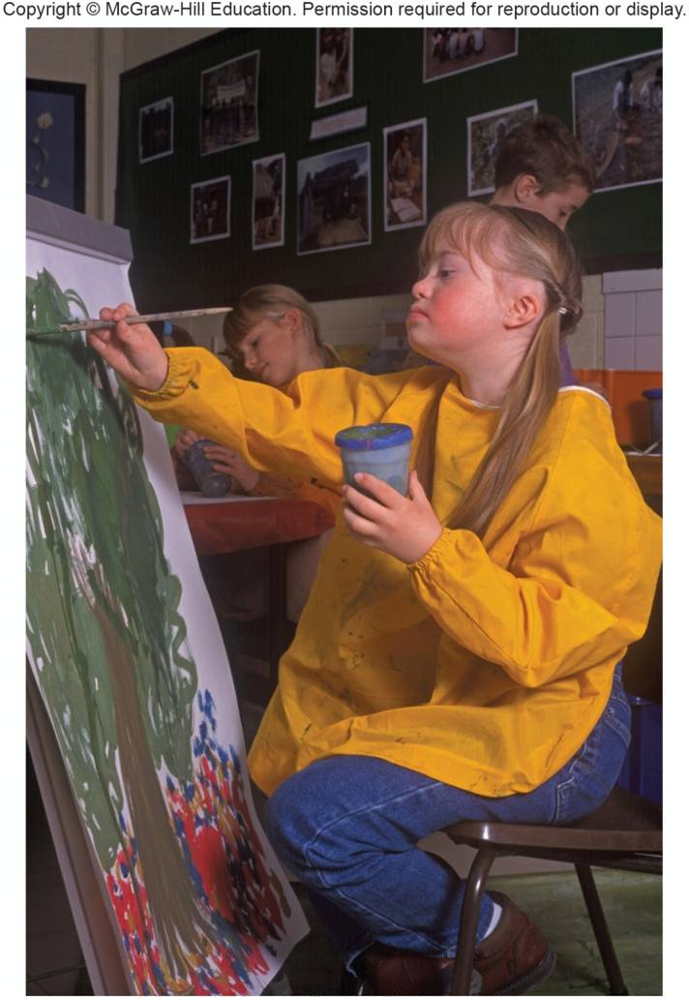 Copyright © McGraw-Hill Education. Permission required for reproduction or display.